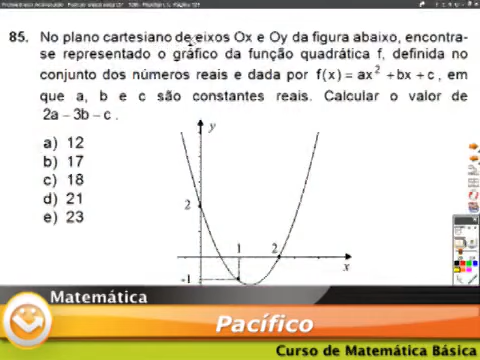 85. No plano cartesiano de eixos Ox e Oy da figura abaixo, encontra-
se representado o gráfico da função quadrática f, definida no
conjunto dos números reais e dada por f(x) = ax² + bx + c, em
que a, b e c são constantes reais. Calcular o valor de
2a – 3b – c.
a) 12
b) 17
c) 18
d) 21
e) 23
y
2
1 2
x
-1
Matemática
Pacífico
Curso de Matemática Básica